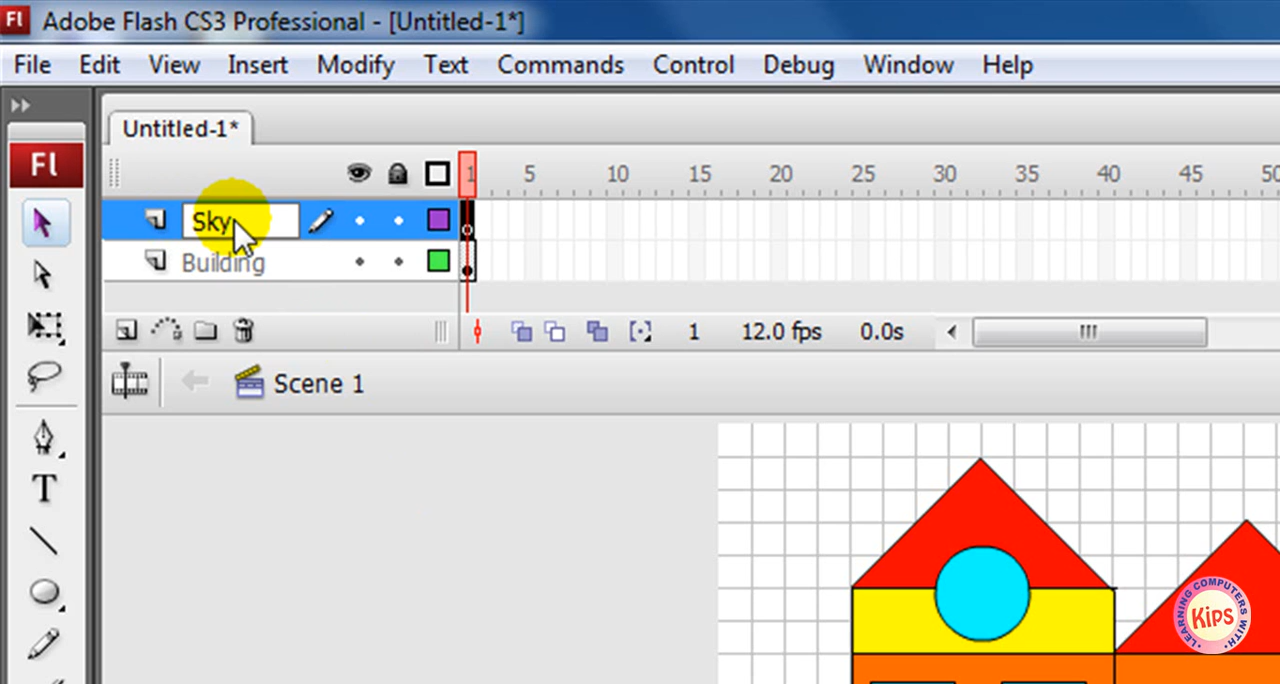 Fl Adobe Flash CS3 Professional - [Untitled-1*]
File Edit View Insert Modify Text Commands Control Debug Window Help
Untitled-1*
Fl
1 5 10 15 20 25 30 35 40 45 50
Sky
Building
1 12.0 fps 0.0s
Scene 1
T
LEARNING COMPUTERS WITH
Kips